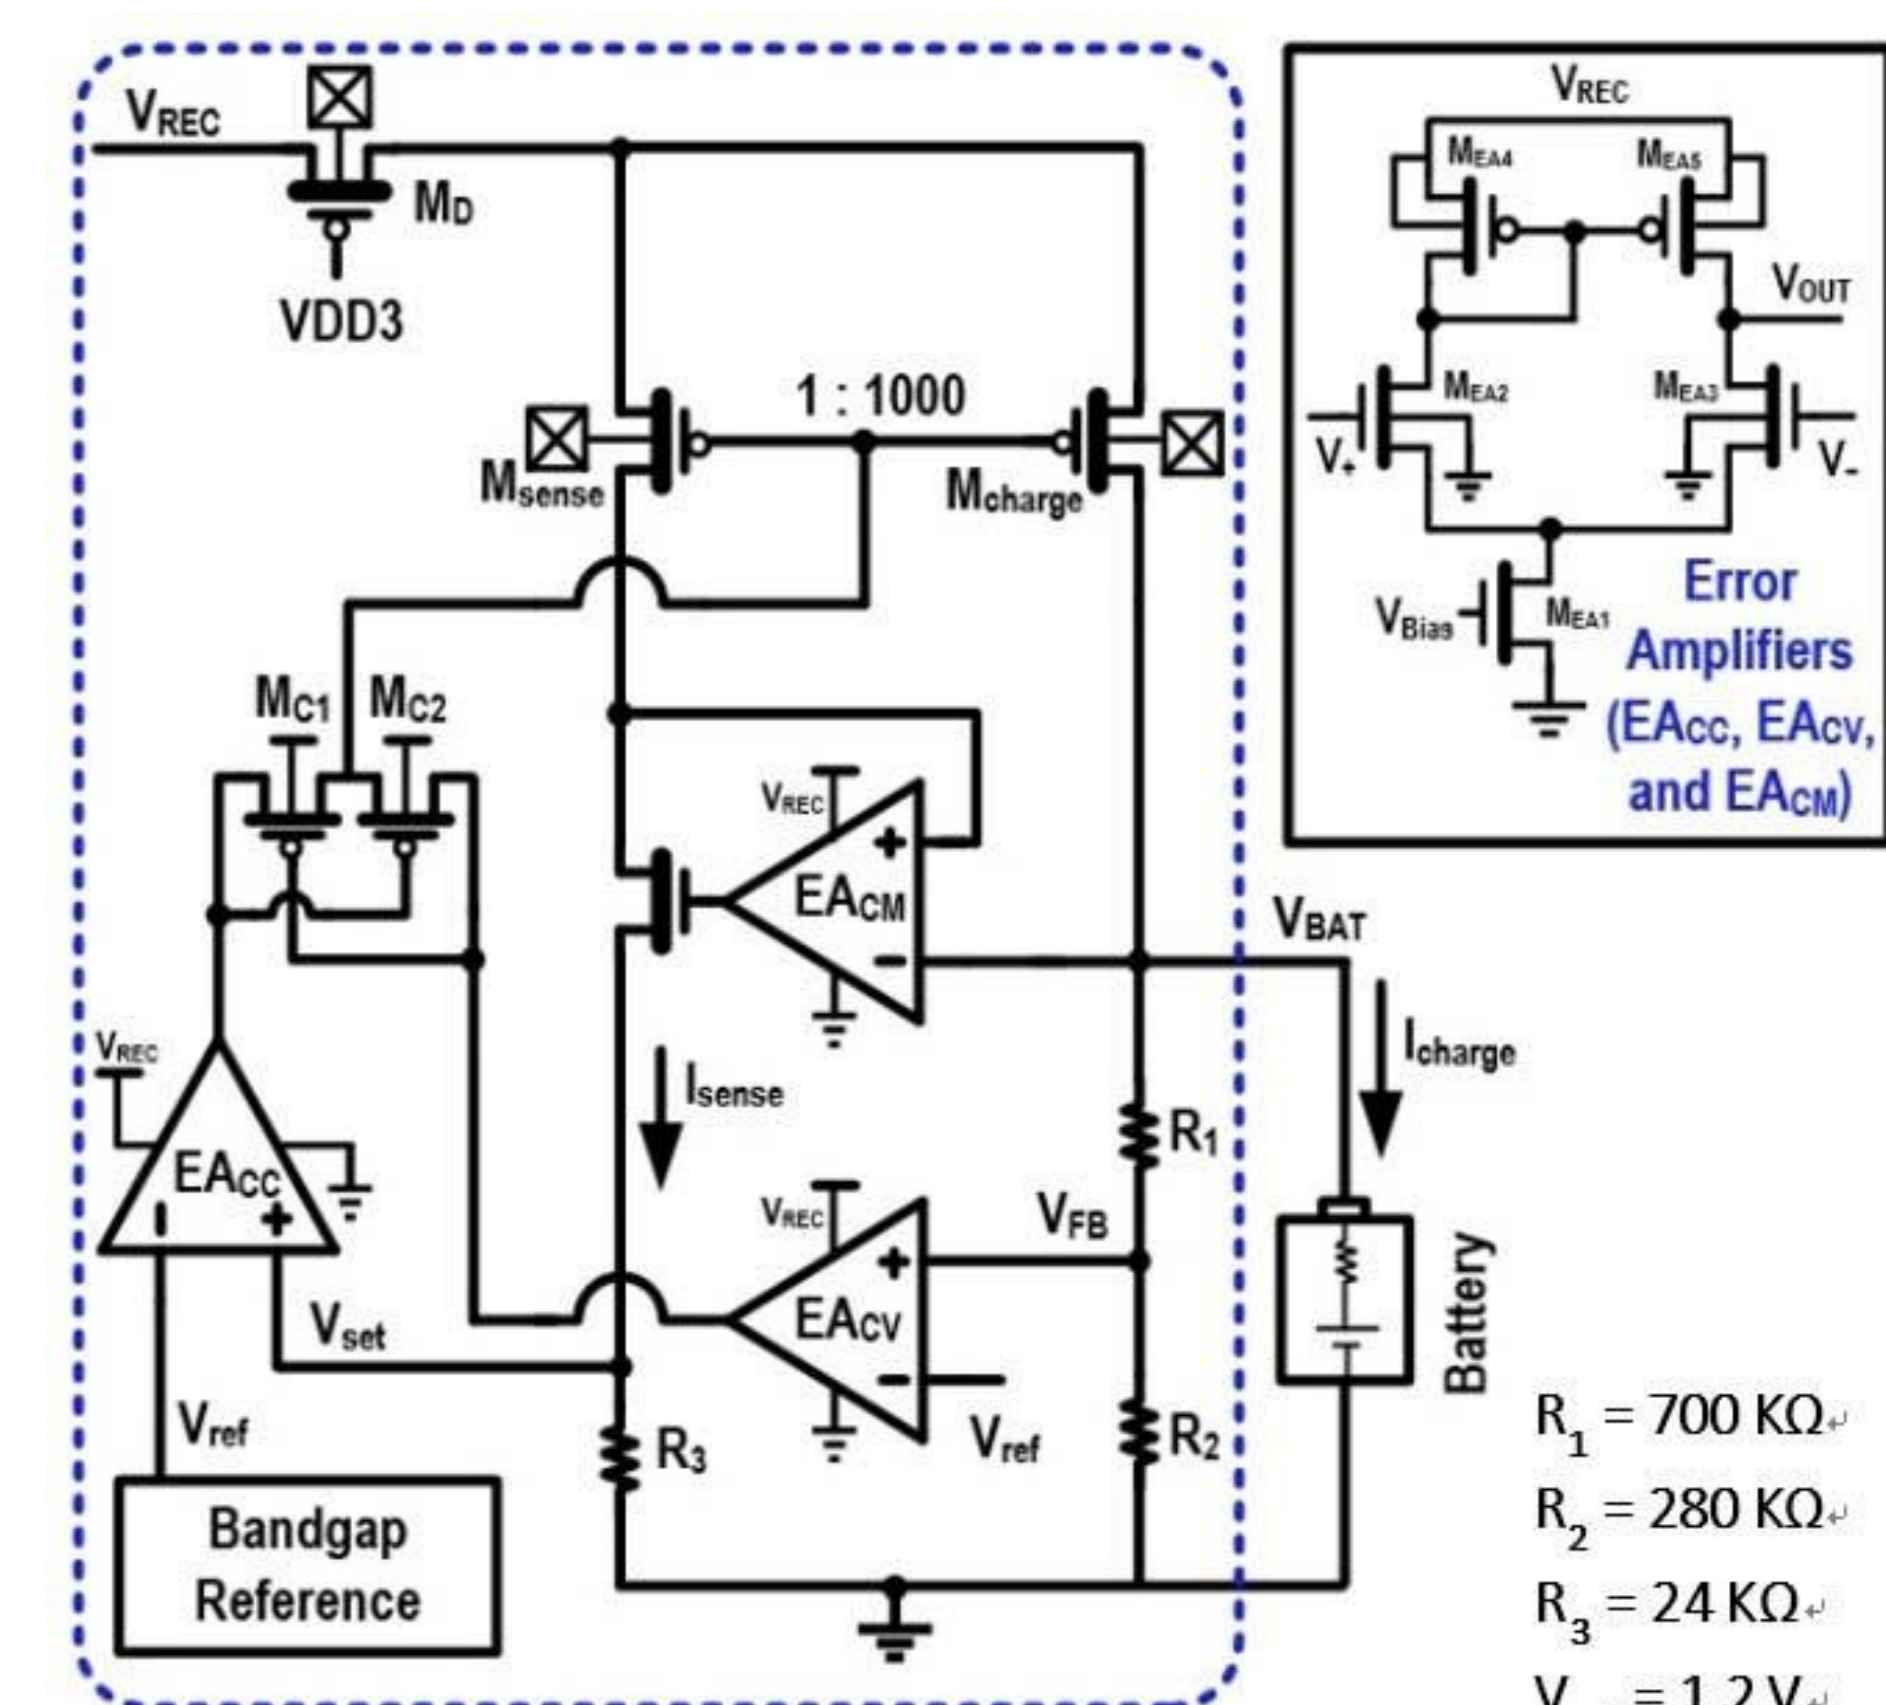 VREC
MD
VDD3
1 : 1000
Msense
Mcharge
MC1
MC2
VREC
+
EACM
−
VBAT
Icharge
Isense
R1
VREC
EACC
− +
VREC
+
EACV
−
VFB
Vref
Vset
Vref
R3
R2
Battery
Bandgap
Reference
VREC
MEA4
MEA5
VOUT
MEA2
MEA3
V+
V-
VBias
MEA1
Error
Amplifiers
(EACC, EACV,
and EACM)
R1 = 700 KΩ↵
R2 = 280 KΩ↵
R3 = 24 KΩ↵
= 1.2 V